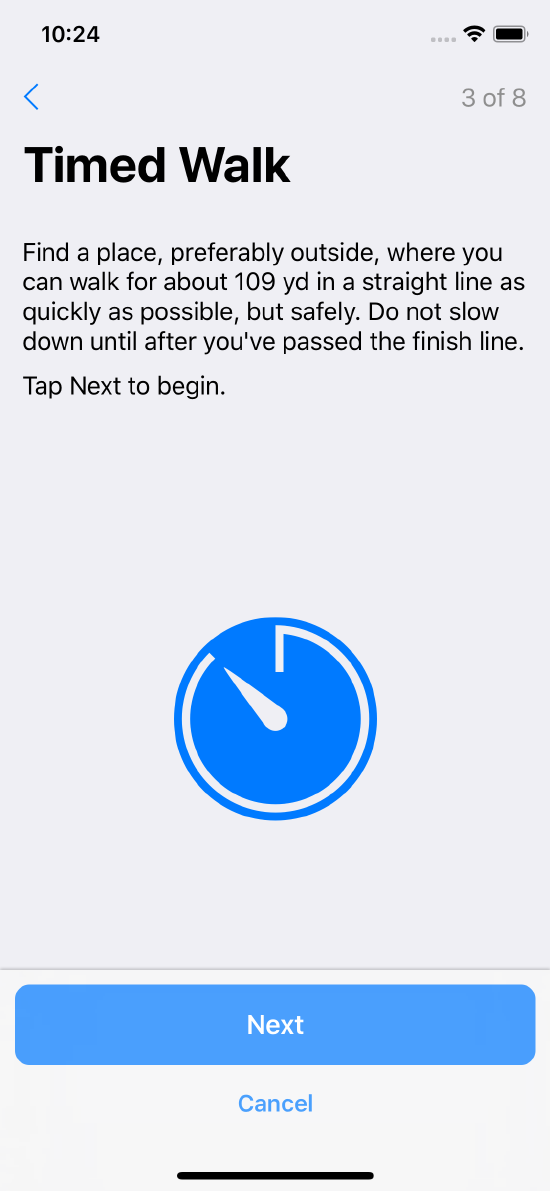 10:24
3 of 8
Timed Walk
Find a place, preferably outside, where you
can walk for about 109 yd in a straight line as
quickly as possible, but safely. Do not slow
down until after you've passed the finish line.
Tap Next to begin.
Next
Cancel